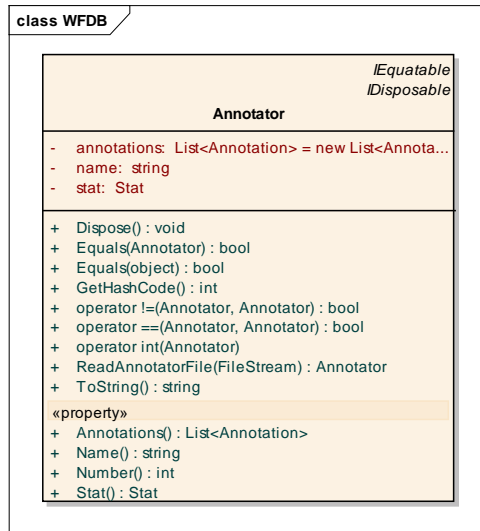 class WFDB
IEquatable
IDisposable
Annotator
- annotations: List<Annotation> = new List<Annota...
- name: string
- stat: Stat
+ Dispose() : void
+ Equals(Annotator) : bool
+ Equals(object) : bool
+ GetHashCode() : int
+ operator !=(Annotator, Annotator) : bool
+ operator ==(Annotator, Annotator) : bool
+ operator int(Annotator)
+ ReadAnnotatorFile(FileStream) : Annotator
+ ToString() : string
«property»
+ Annotations() : List<Annotation>
+ Name() : string
+ Number() : int
+ Stat() : Stat